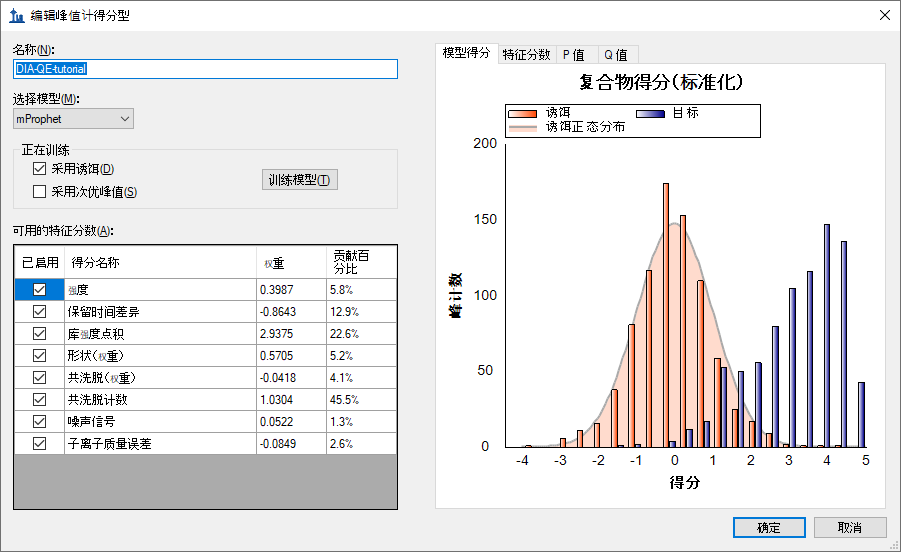 编辑峰值计得分型
名称(N):
DIA-QE-tutorial
选择模型(M):
mProphet
正在训练
采用诱饵(D)
采用次优峰值(S)
训练模型(T)
可用的特征分数(A):
已启用 得分名称 权重 贡献百分比
强度 0.3987 5.8%
保留时间差异 -0.8643 12.9%
库强度点积 2.9375 22.6%
形状(权重) 0.5705 5.2%
共洗脱(权重) -0.0418 4.1%
共洗脱计数 1.0304 45.5%
噪声信号 0.0522 1.3%
子离子质量误差 -0.0849 2.6%
模型得分 特征分数 P 值 Q 值
复合物得分(标准化)
诱饵 目标
诱饵正态分布
200
150
100
50
0
峰计数
-4 -3 -2 -1 0 1 2 3 4 5
得分
确定 取消